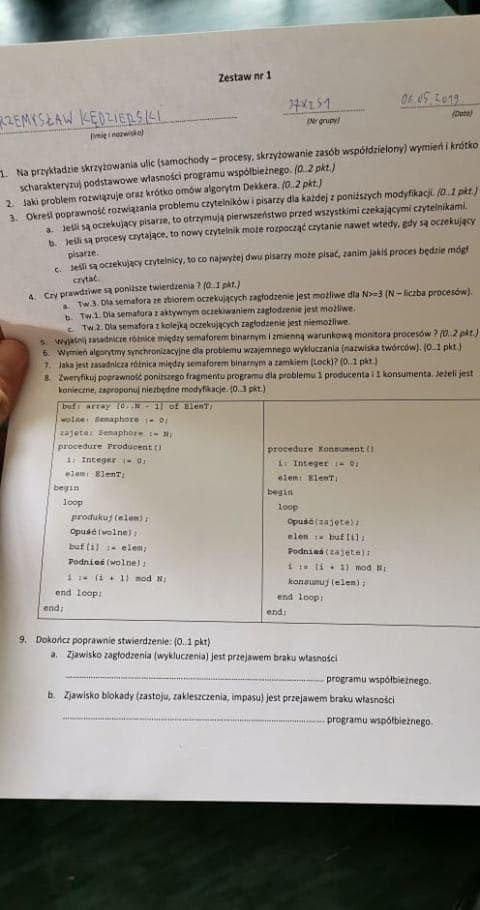 Zestaw nr 1
RZEMYSŁAW KĘDZIERSKI
(imię i nazwisko)
(Nr grupy)
06.05.2019
(Data)
1. Na przykładzie skrzyżowania ulic (samochody – procesy, skrzyżowanie zasób współdzielony) wymień i krótko
scharakteryzuj podstawowe własności programu współbieżnego. (0..2 pkt.)
2. Jaki problem rozwiązuje oraz krótko omów algorytm Dekkera. (0..2 pkt.)
3. Określ poprawność rozwiązania problemu czytelników i pisarzy dla każdej z poniższych modyfikacji. (0..1 pkt.)
a. Jeśli są oczekujący pisarze, to otrzymują pierwszeństwo przed wszystkimi czekającymi czytelnikami.
b. Jeśli są procesy czytające, to nowy czytelnik może rozpocząć czytanie nawet wtedy, gdy są oczekujący
pisarze.
c. Jeśli są oczekujący czytelnicy, to co najwyżej dwu pisarzy może pisać, zanim jakiś proces będzie mógł
czytać.
4. Czy prawdziwe są poniższe twierdzenia ? (0..1 pkt.)
a. Tw.3. Dla semafora ze zbiorem oczekujących zagłodzenie jest możliwe dla N>=3 (N – liczba procesów).
b. Tw.1. Dla semafora z aktywnym oczekiwaniem zagłodzenie jest możliwe.
c. Tw.2. Dla semafora z kolejką oczekujących zagłodzenie jest niemożliwe.
5. Wyjaśnij zasadnicze różnice między semaforem binarnym i zmienną warunkową monitora procesów ? (0..2 pkt.)
6. Wymień algorytmy synchronizacyjne dla problemu wzajemnego wykluczania (nazwiska twórców). (0..1 pkt.)
7. Jaka jest zasadnicza różnica między semaforem binarnym a zamkiem (Lock)? (0..1 pkt.)
8. Zweryfikuj poprawność poniższego fragmentu programu dla problemu 1 producenta i 1 konsumenta. Jeżeli jest
konieczne, zaproponuj niezbędne modyfikacje. (0..3 pkt.)
buf: array [0..N - 1] of ElemT;
wolne: Semaphore := 0;
zajete: Semaphore := N;
procedure Producent()
i: Integer := 0;
elem: ElemT;
begin
loop
produkuj(elem);
Opuść(wolne);
buf[i] := elem;
Podnieś(wolne);
i := (i + 1) mod N;
end loop;
end;
procedure Konsument()
i: Integer := 0;
elem: ElemT;
begin
loop
Opuść(zajete);
elem := buf[i];
Podnieś(zajete);
i := (i + 1) mod N;
konsumuj(elem);
end loop;
end;
9. Dokończ poprawnie stwierdzenie: (0..1 pkt)
a. Zjawisko zagłodzenia (wykluczenia) jest przejawem braku własności
programu współbieżnego.
b. Zjawisko blokady (zastoju, zakleszczenia, impasu) jest przejawem braku własności
programu współbieżnego.